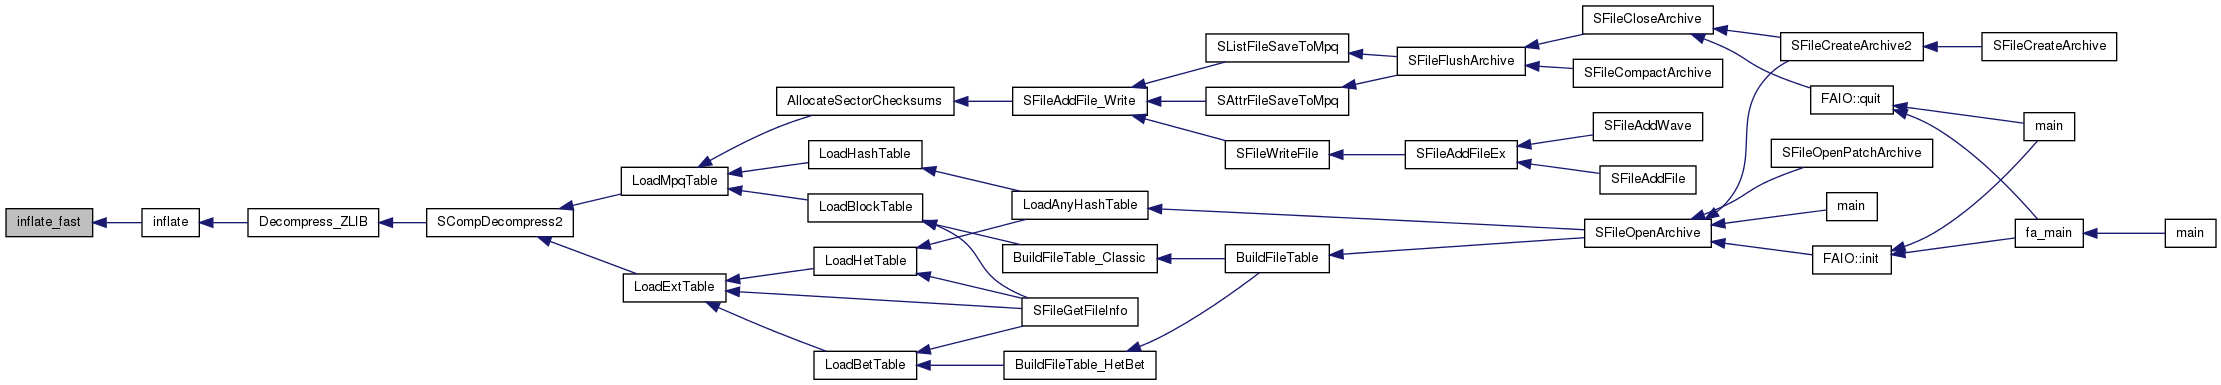 inflate_fast
inflate
Decompress_ZLIB
SCompDecompress2
LoadMpqTable
LoadExtTable
AllocateSectorChecksums
LoadHashTable
LoadBlockTable
LoadHetTable
LoadBetTable
SFileAddFile_Write
LoadAnyHashTable
BuildFileTable_Classic
SFileGetFileInfo
BuildFileTable_HetBet
SListFileSaveToMpq
SAttrFileSaveToMpq
SFileWriteFile
BuildFileTable
SFileFlushArchive
SFileAddFileEx
SFileCloseArchive
SFileCompactArchive
SFileAddWave
SFileAddFile
SFileOpenArchive
SFileCreateArchive2
FAIO::quit
SFileOpenPatchArchive
main
FAIO::init
SFileCreateArchive
main
fa_main
main